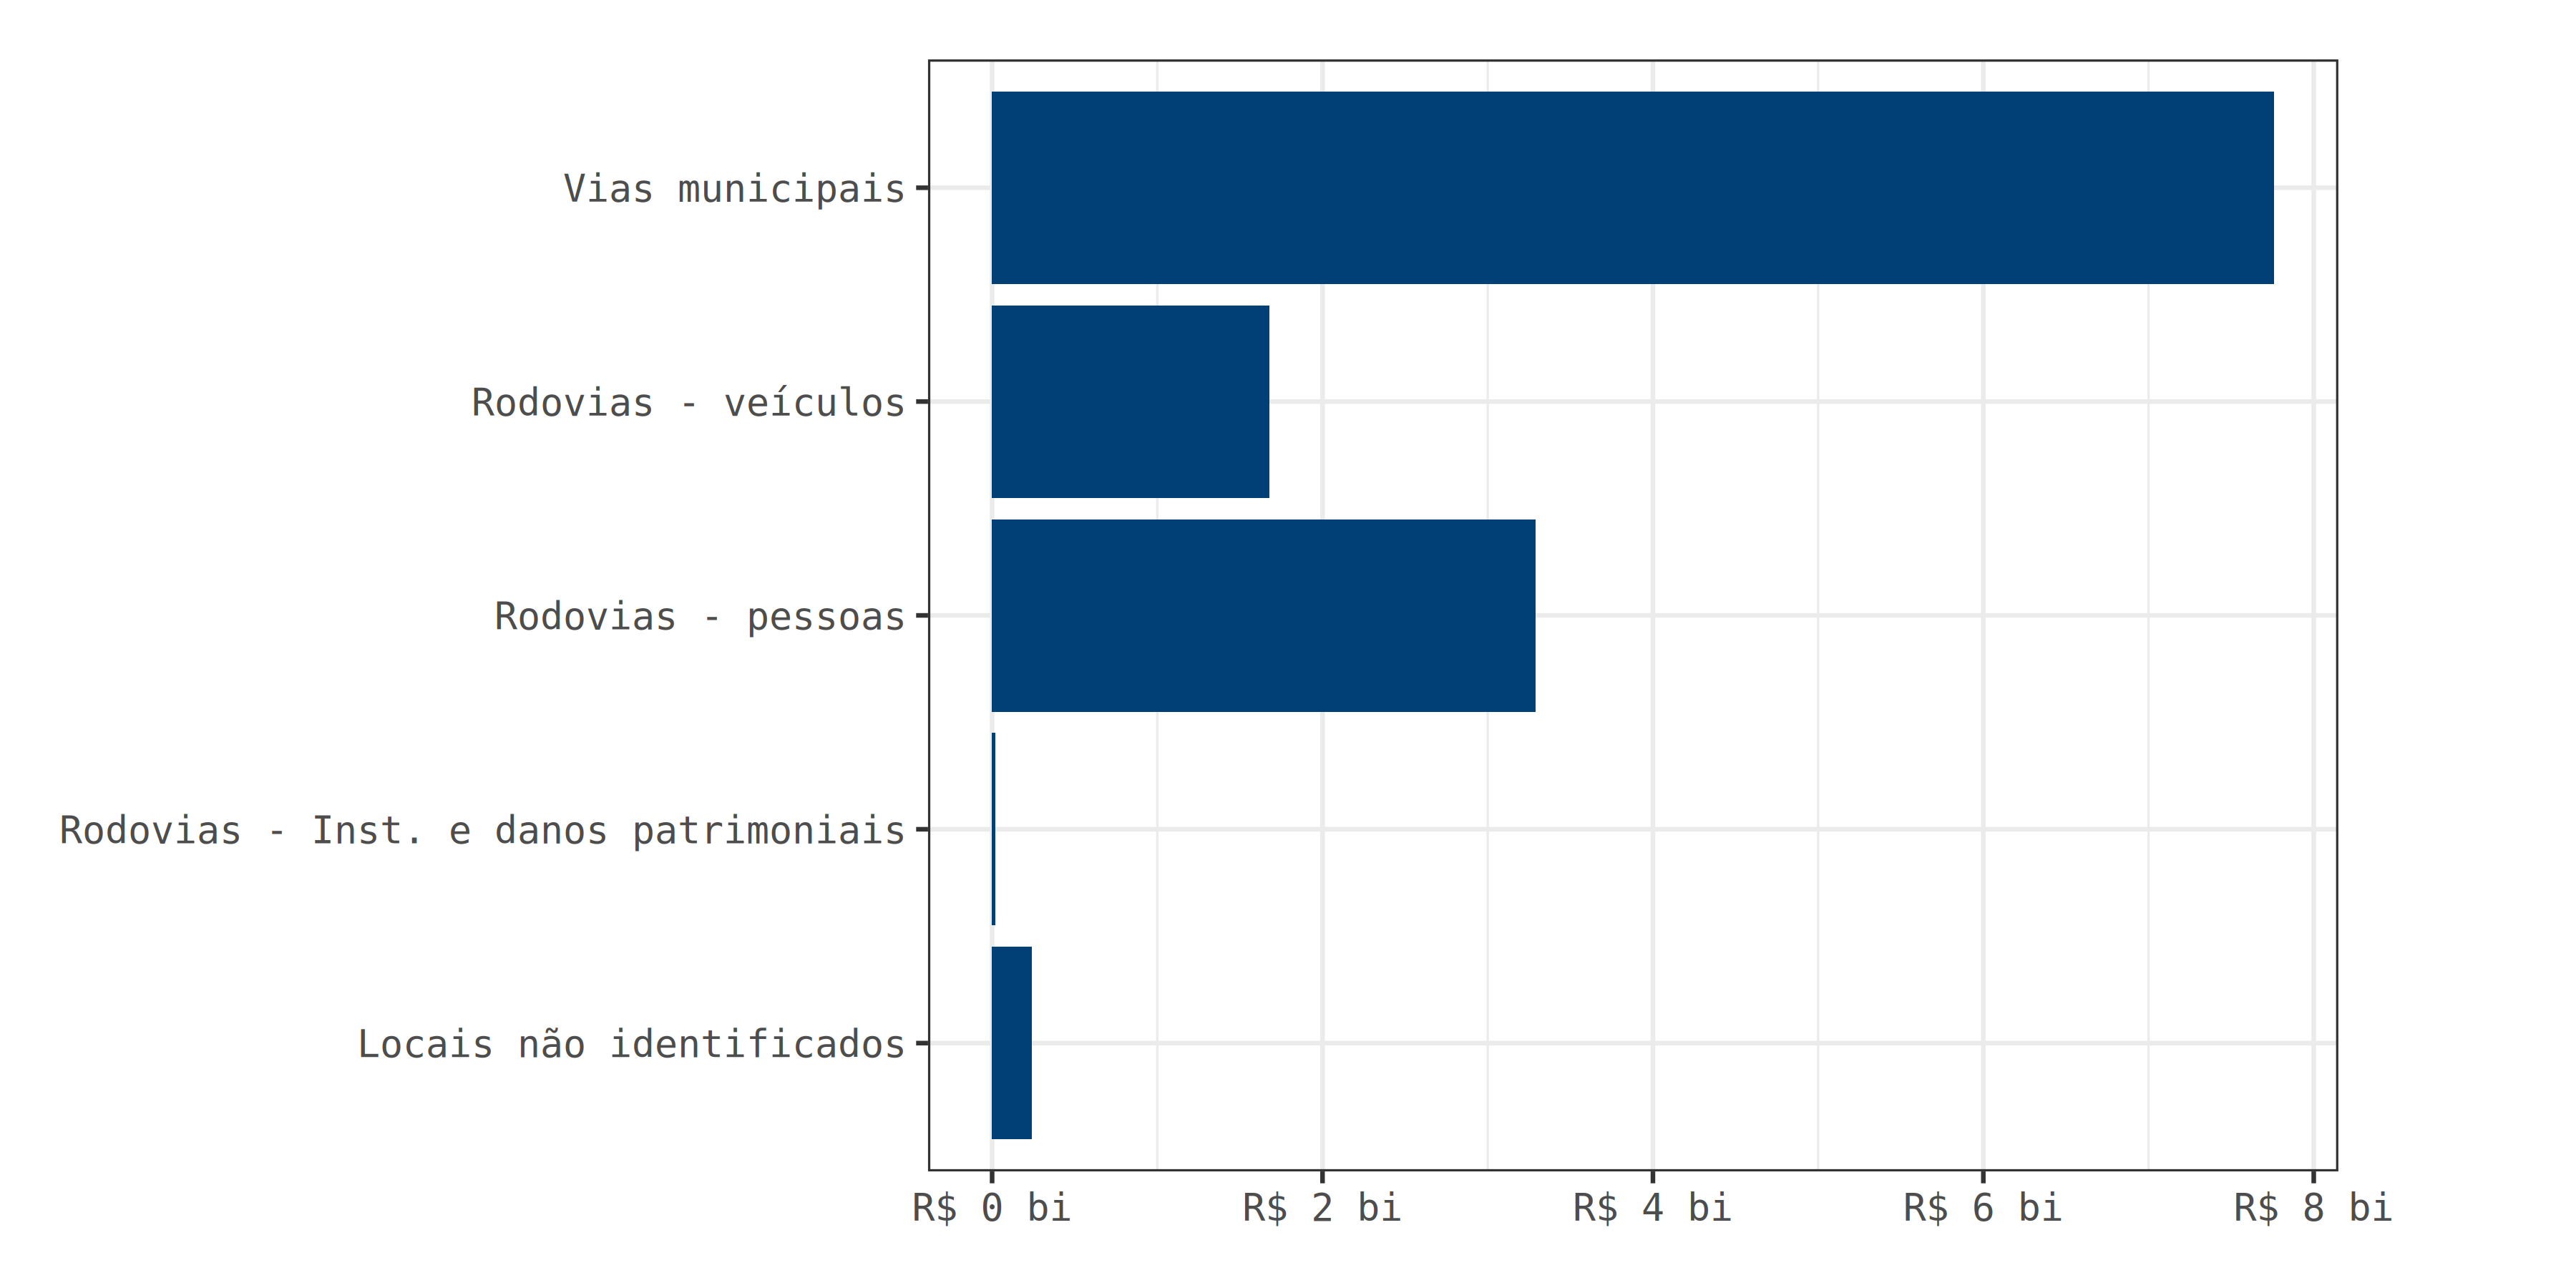 Vias municipais
Rodovias - veículos
Rodovias - pessoas
Rodovias - Inst. e danos patrimoniais
Locais não identificados
R$ 0 bi R$ 2 bi R$ 4 bi R$ 6 bi R$ 8 bi